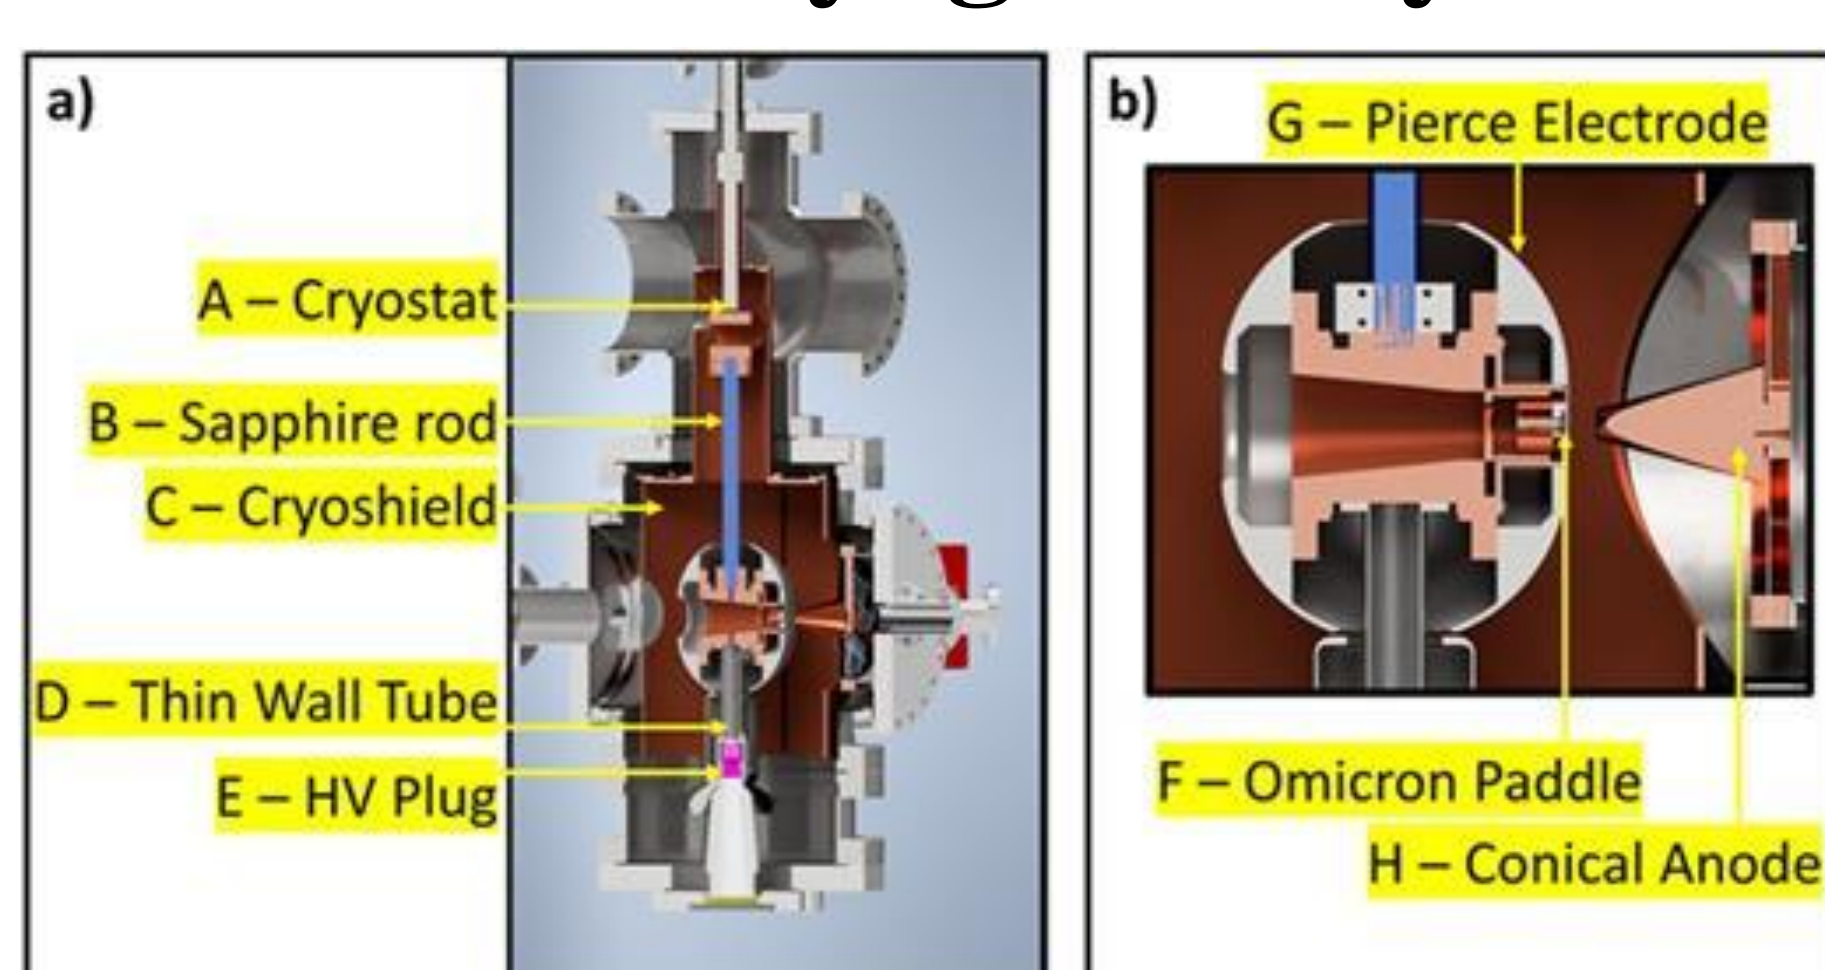 a)
A – Cryostat
B – Sapphire rod
C – Cryoshield
D – Thin Wall Tube
E – HV Plug
b)
G – Pierce Electrode
F – Omicron Paddle
H – Conical Anode